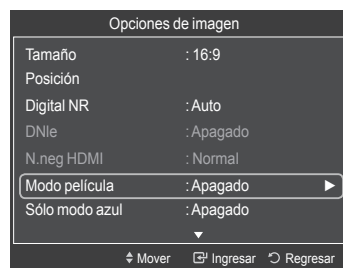 Opciones de imagen
Tamaño : 16:9
Posición
Digital NR : Auto
DNIe : Apagado
N.neg HDMI : Normal
Modo película : Apagado ►
Sólo modo azul : Apagado
▼
Mover Ingresar Regresar